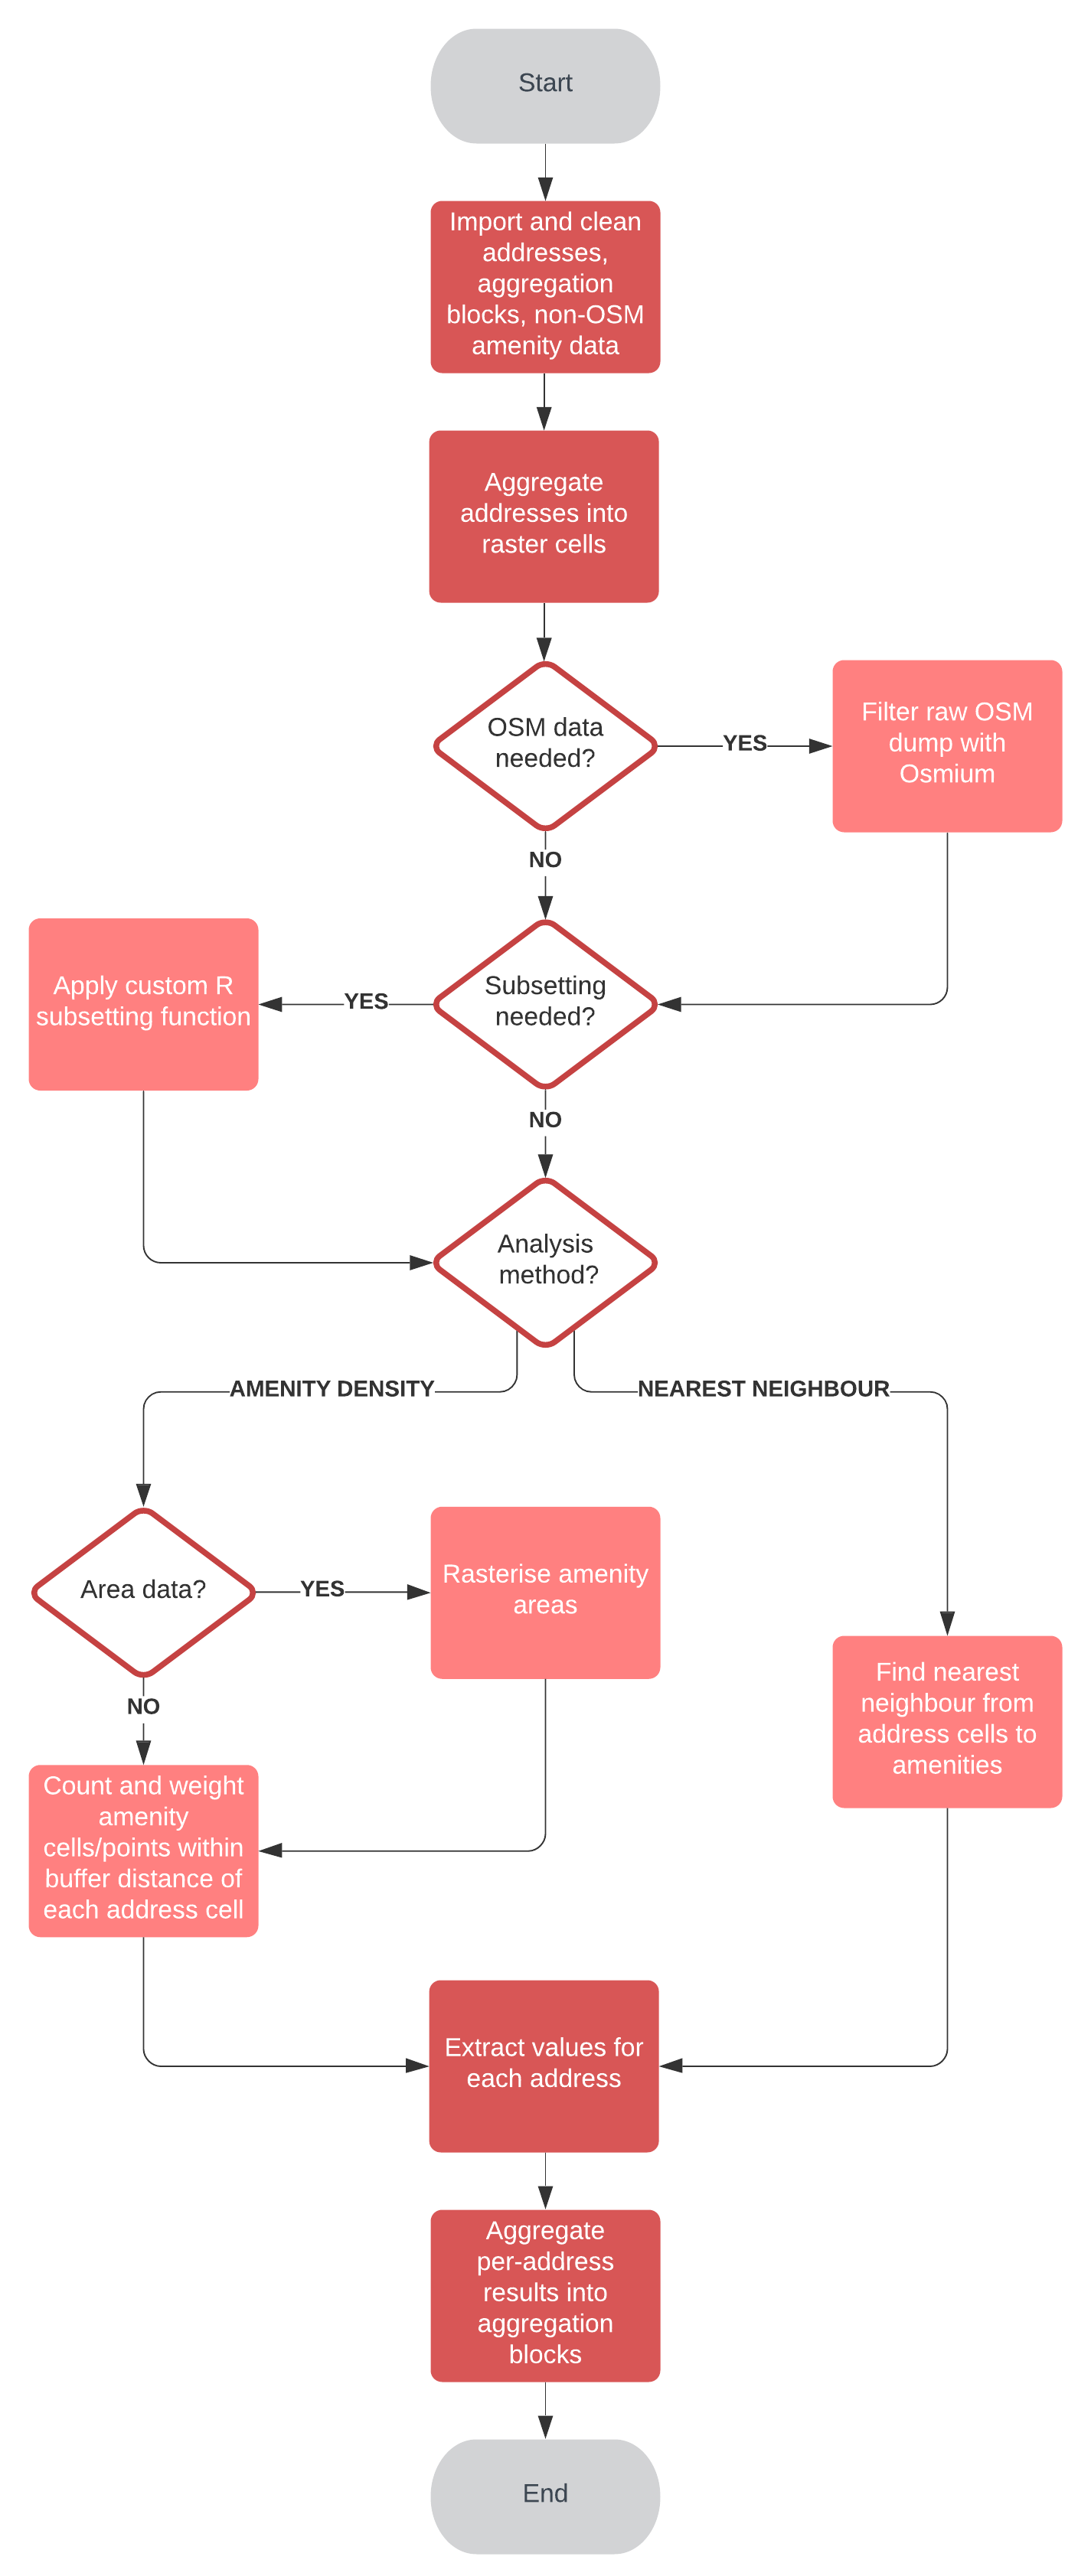 Start
Import and clean
addresses,
aggregation
blocks, non-OSM
amenity data
Aggregate
addresses into
raster cells
OSM data
needed?
YES
Filter raw OSM
dump with
Osmium
NO
Subsetting
needed?
YES
Apply custom R
subsetting function
NO
Analysis
method?
AMENITY DENSITY
NEAREST NEIGHBOUR
Area data?
YES
Rasterise amenity
areas
NO
Find nearest
neighbour from
address cells to
amenities
Count and weight
amenity
cells/points within
buffer distance of
each address cell
Extract values for
each address
Aggregate
per-address
results into
aggregation
blocks
End